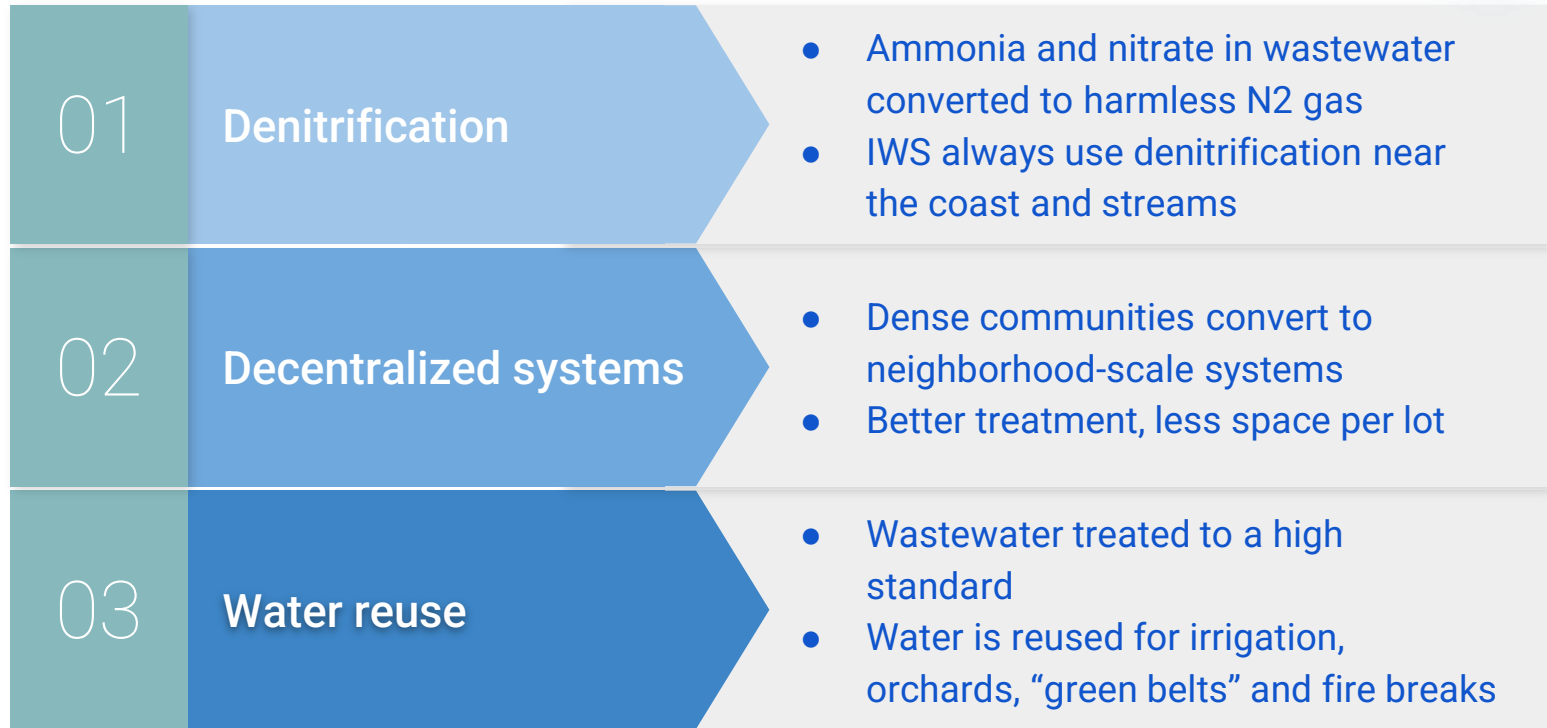 01
Denitrification
● Ammonia and nitrate in wastewater
converted to harmless N2 gas
● IWS always use denitrification near
the coast and streams
02
Decentralized systems
● Dense communities convert to
neighborhood-scale systems
● Better treatment, less space per lot
03
Water reuse
● Wastewater treated to a high
standard
● Water is reused for irrigation,
orchards, “green belts” and fire breaks